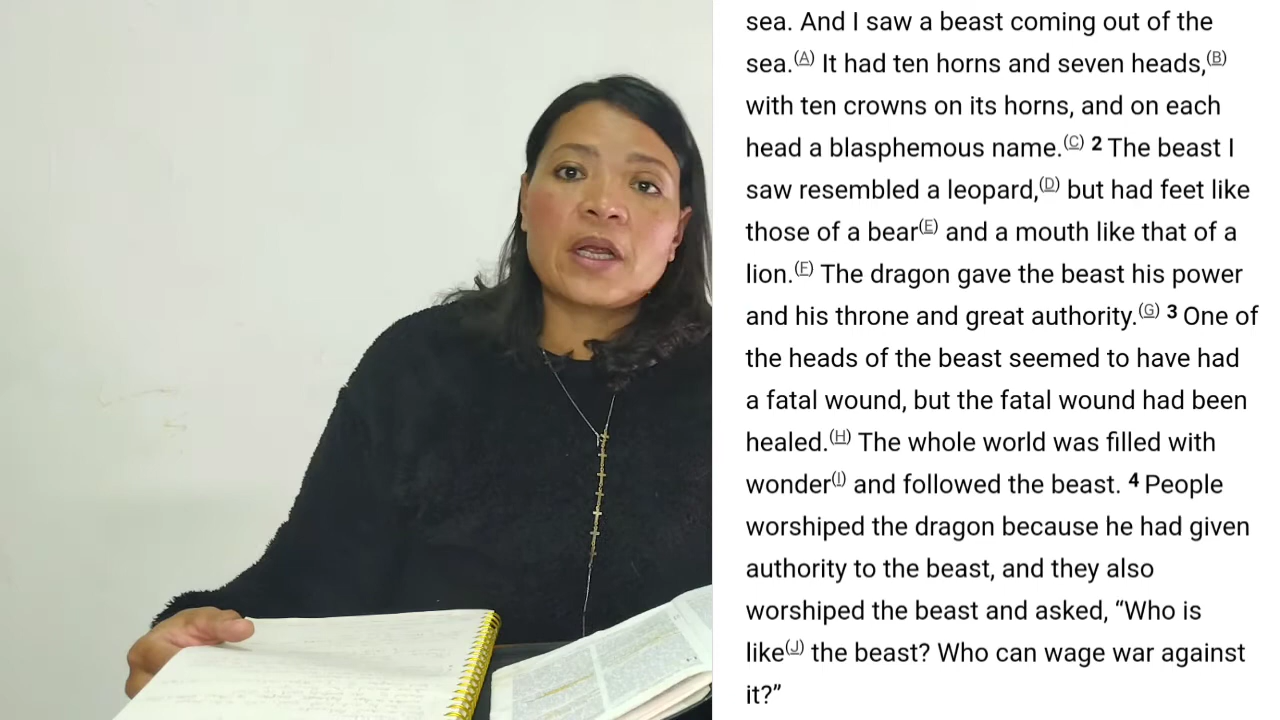 sea. And I saw a beast coming out of the
sea.(A) It had ten horns and seven heads,(B)
with ten crowns on its horns, and on each
head a blasphemous name.(C) 2 The beast I
saw resembled a leopard,(D) but had feet like
those of a bear(E) and a mouth like that of a
lion.(F) The dragon gave the beast his power
and his throne and great authority.(G) 3 One of
the heads of the beast seemed to have had
a fatal wound, but the fatal wound had been
healed.(H) The whole world was filled with
wonder(I) and followed the beast. 4 People
worshiped the dragon because he had given
authority to the beast, and they also
worshiped the beast and asked, “Who is
like(J) the beast? Who can wage war against
it?”